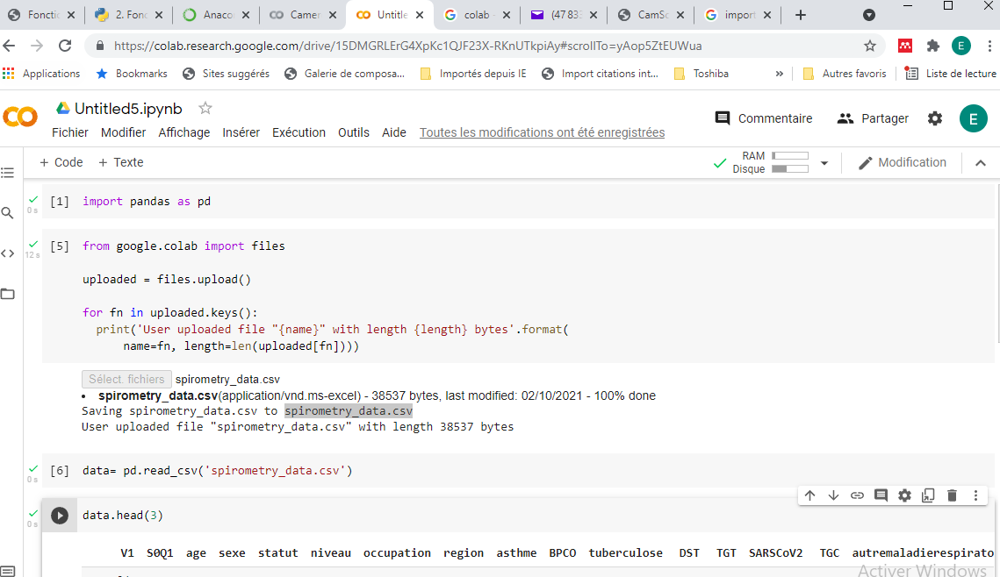 Fonctic
2. Fonc
Anaco
Camer
Untitle
colab -
(47 833
CamSc
import
https://colab.research.google.com/drive/15DMGRLErG4XpKc1QJF23X-RKnUTkpiAy#scrollTo=yAop5ZtEUWua
E
Applications
Bookmarks
Sites suggérés
Galerie de composa...
Importés depuis IE
Import citations int...
Toshiba
»
Autres favoris
Liste de lecture
Untitled5.ipynb
Fichier Modifier Affichage Insérer Exécution Outils Aide Toutes les modifications ont été enregistrées
Commentaire
Partager
E
+ Code + Texte
RAM
Disque
Modification
0 s
[1] import pandas as pd
12 s
[5] from google.colab import files
uploaded = files.upload()
for fn in uploaded.keys():
print('User uploaded file "{name}" with length {length} bytes'.format(
name=fn, length=len(uploaded[fn])))
Sélect. fichiers spirometry_data.csv
• spirometry_data.csv(application/vnd.ms-excel) - 38537 bytes, last modified: 02/10/2021 - 100% done
Saving spirometry_data.csv to spirometry_data.csv
User uploaded file "spirometry_data.csv" with length 38537 bytes
0 s
[6] data= pd.read_csv('spirometry_data.csv')
0 s
data.head(3)
V1 S0Q1 age sexe statut niveau occupation region asthme BPCO tuberculose DST TGT SARSCoV2 TGC autremaladierespirato
Activer Windows